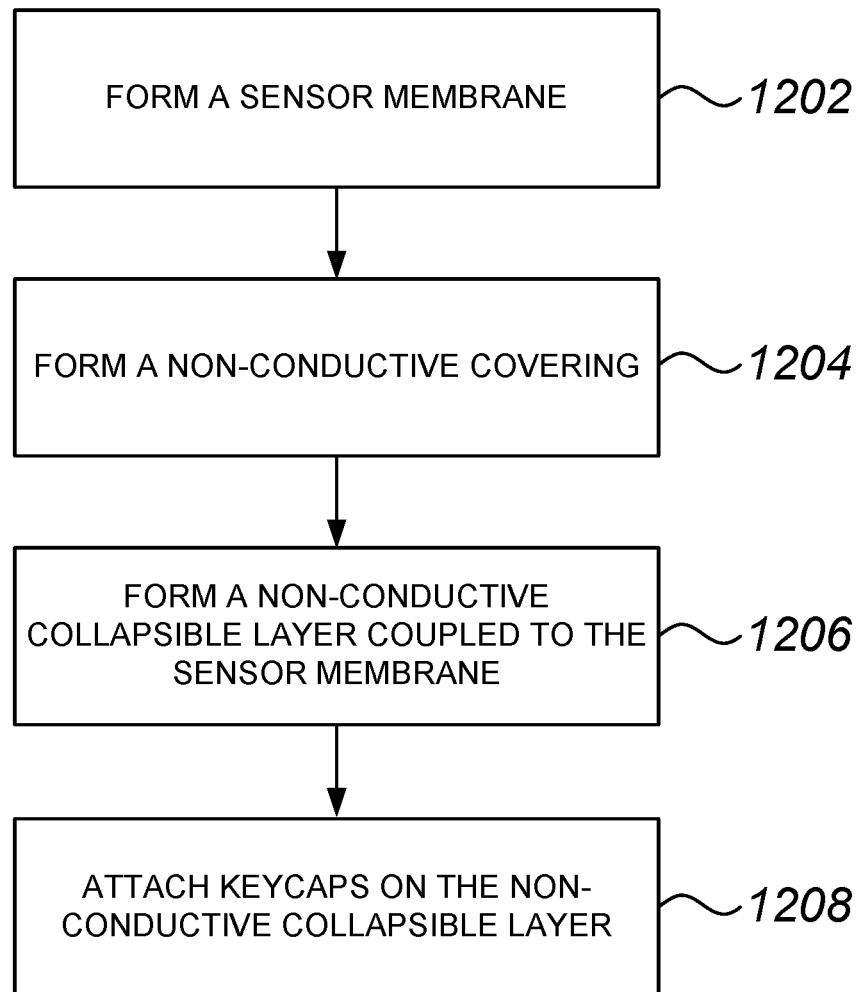 FORM A SENSOR MEMBRANE
1202
FORM A NON-CONDUCTIVE COVERING
1204
FORM A NON-CONDUCTIVE
COLLAPSIBLE LAYER COUPLED TO THE
SENSOR MEMBRANE
1206
ATTACH KEYCAPS ON THE NON-
CONDUCTIVE COLLAPSIBLE LAYER
1208